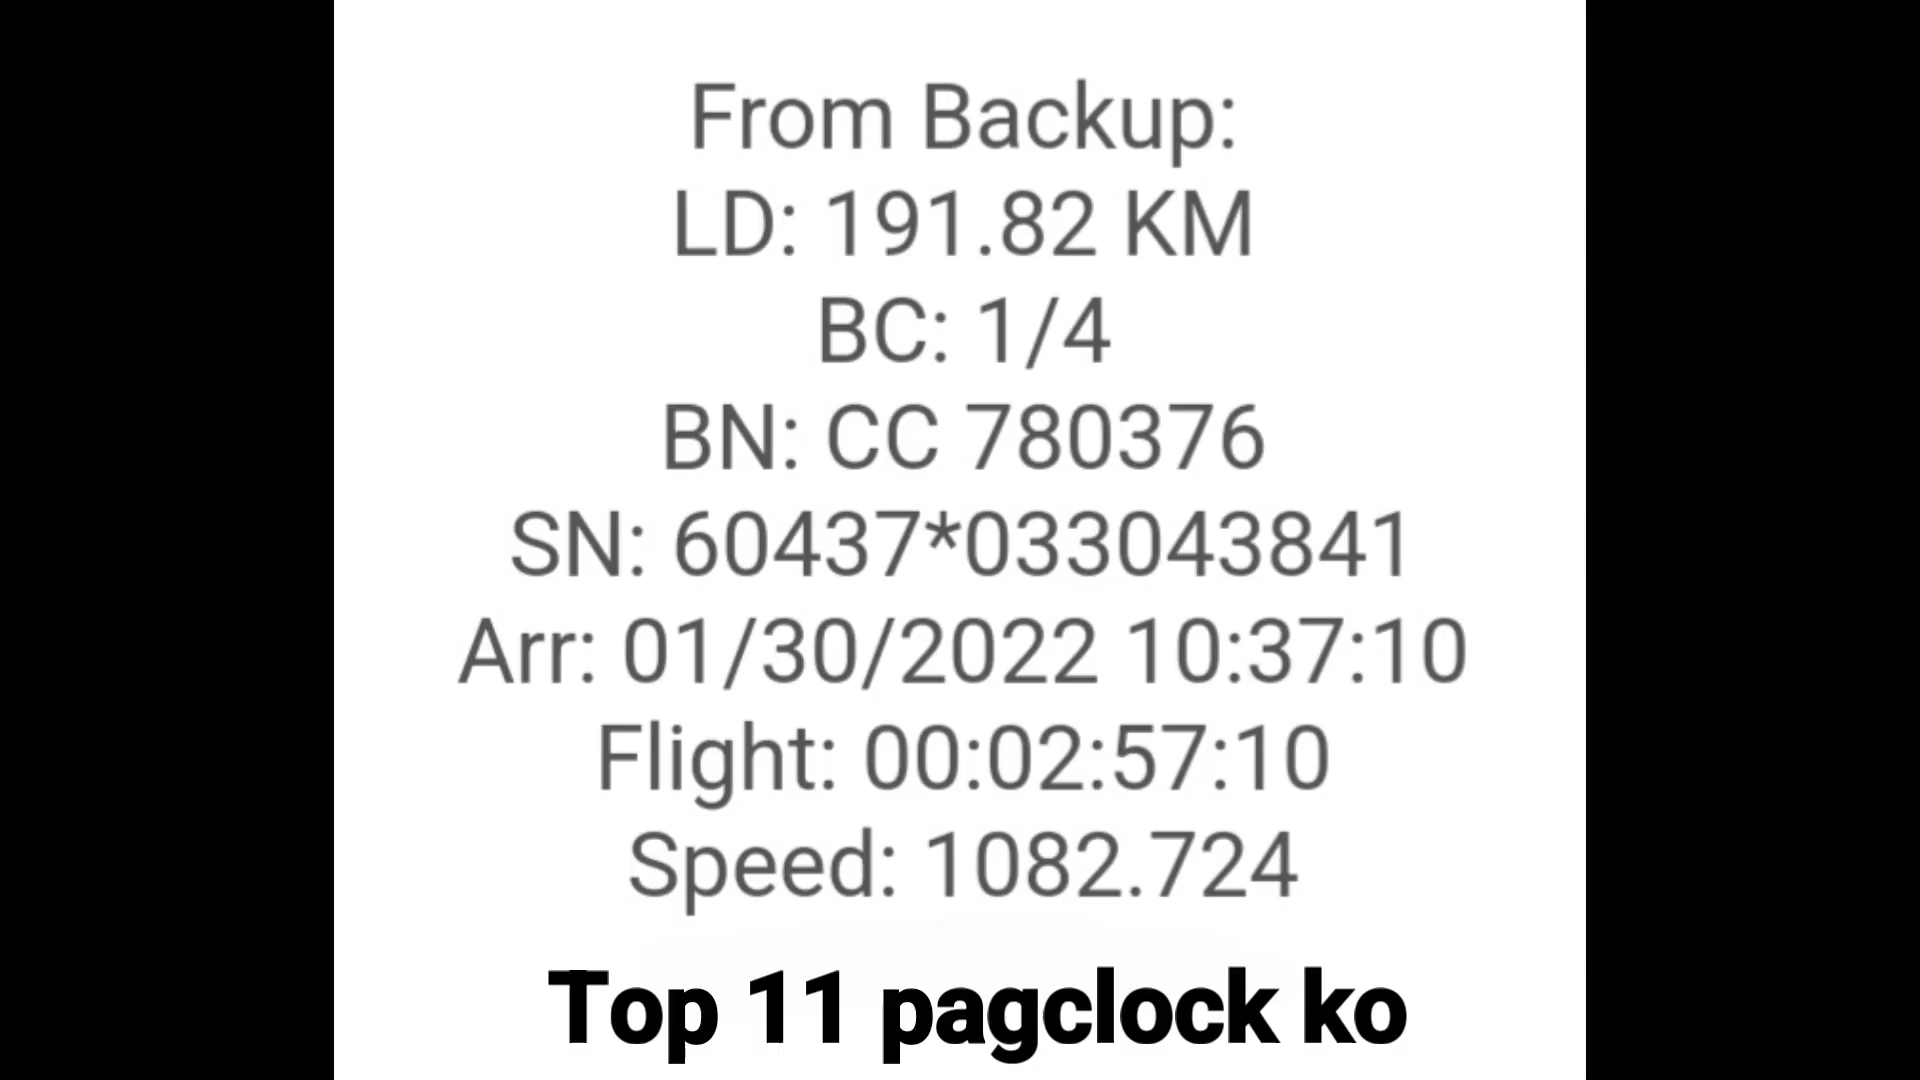 From Backup:
LD: 191.82 KM
BC: 1/4
BN: CC 780376
SN: 60437*033043841
Arr: 01/30/2022 10:37:10
Flight: 00:02:57:10
Speed: 1082.724
Top 11 pagclock ko